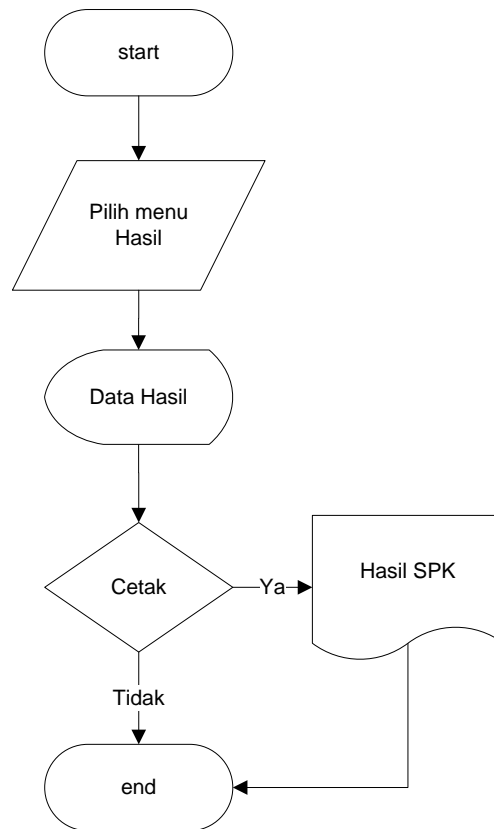 start
Pilih menu
Hasil
Data Hasil
Cetak
Ya
Hasil SPK
Tidak
end